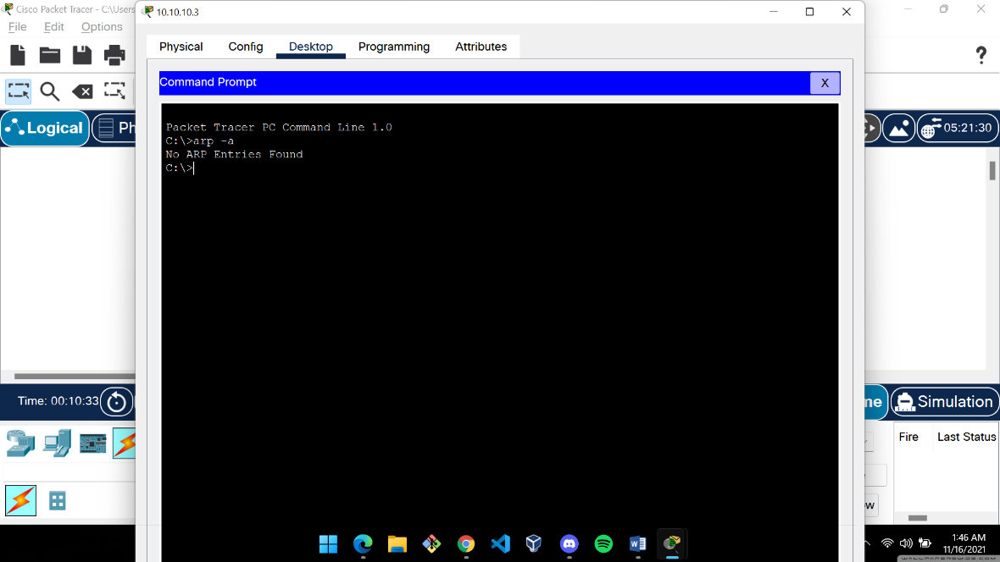 Cisco Packet Tracer - C:\Users
10.10.10.3
File Edit Options
Physical Config Desktop Programming Attributes
?
Command Prompt
X
Logical
Ph
05:21:30
Packet Tracer PC Command Line 1.0
C:\>arp -a
No ARP Entries Found
C:\>
Time: 00:10:33
me
Simulation
Fire Last Status
ow
1:46 AM
11/16/2021